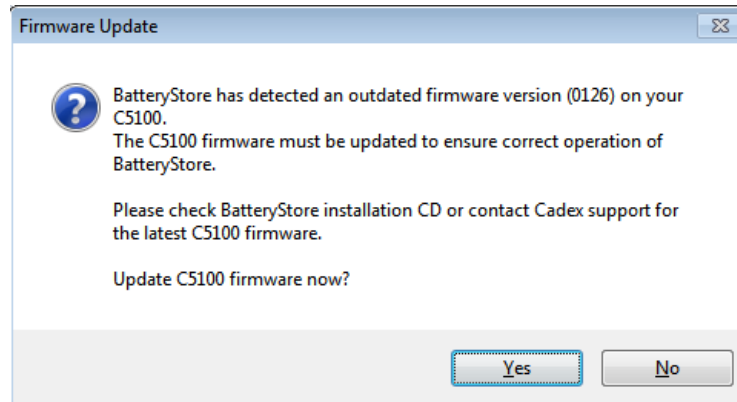 Firmware Update
BatteryStore has detected an outdated firmware version (0126) on your
C5100.
The C5100 firmware must be updated to ensure correct operation of
BatteryStore.
Please check BatteryStore installation CD or contact Cadex support for
the latest C5100 firmware.
Update C5100 firmware now?
Yes No